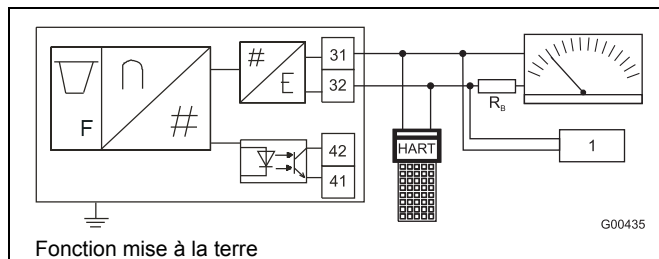 F
#
#
E
31
32
42
41
HART
R_B
1
G00435
Fonction mise à la terre